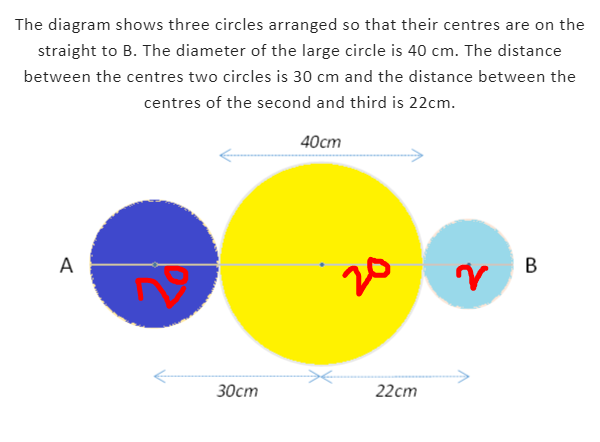 The diagram shows three circles arranged so that their centres are on the
straight to B. The diameter of the large circle is 40 cm. The distance
between the centres two circles is 30 cm and the distance between the
centres of the second and third is 22cm.
40cm
A
20
20
2
B
30cm
22cm